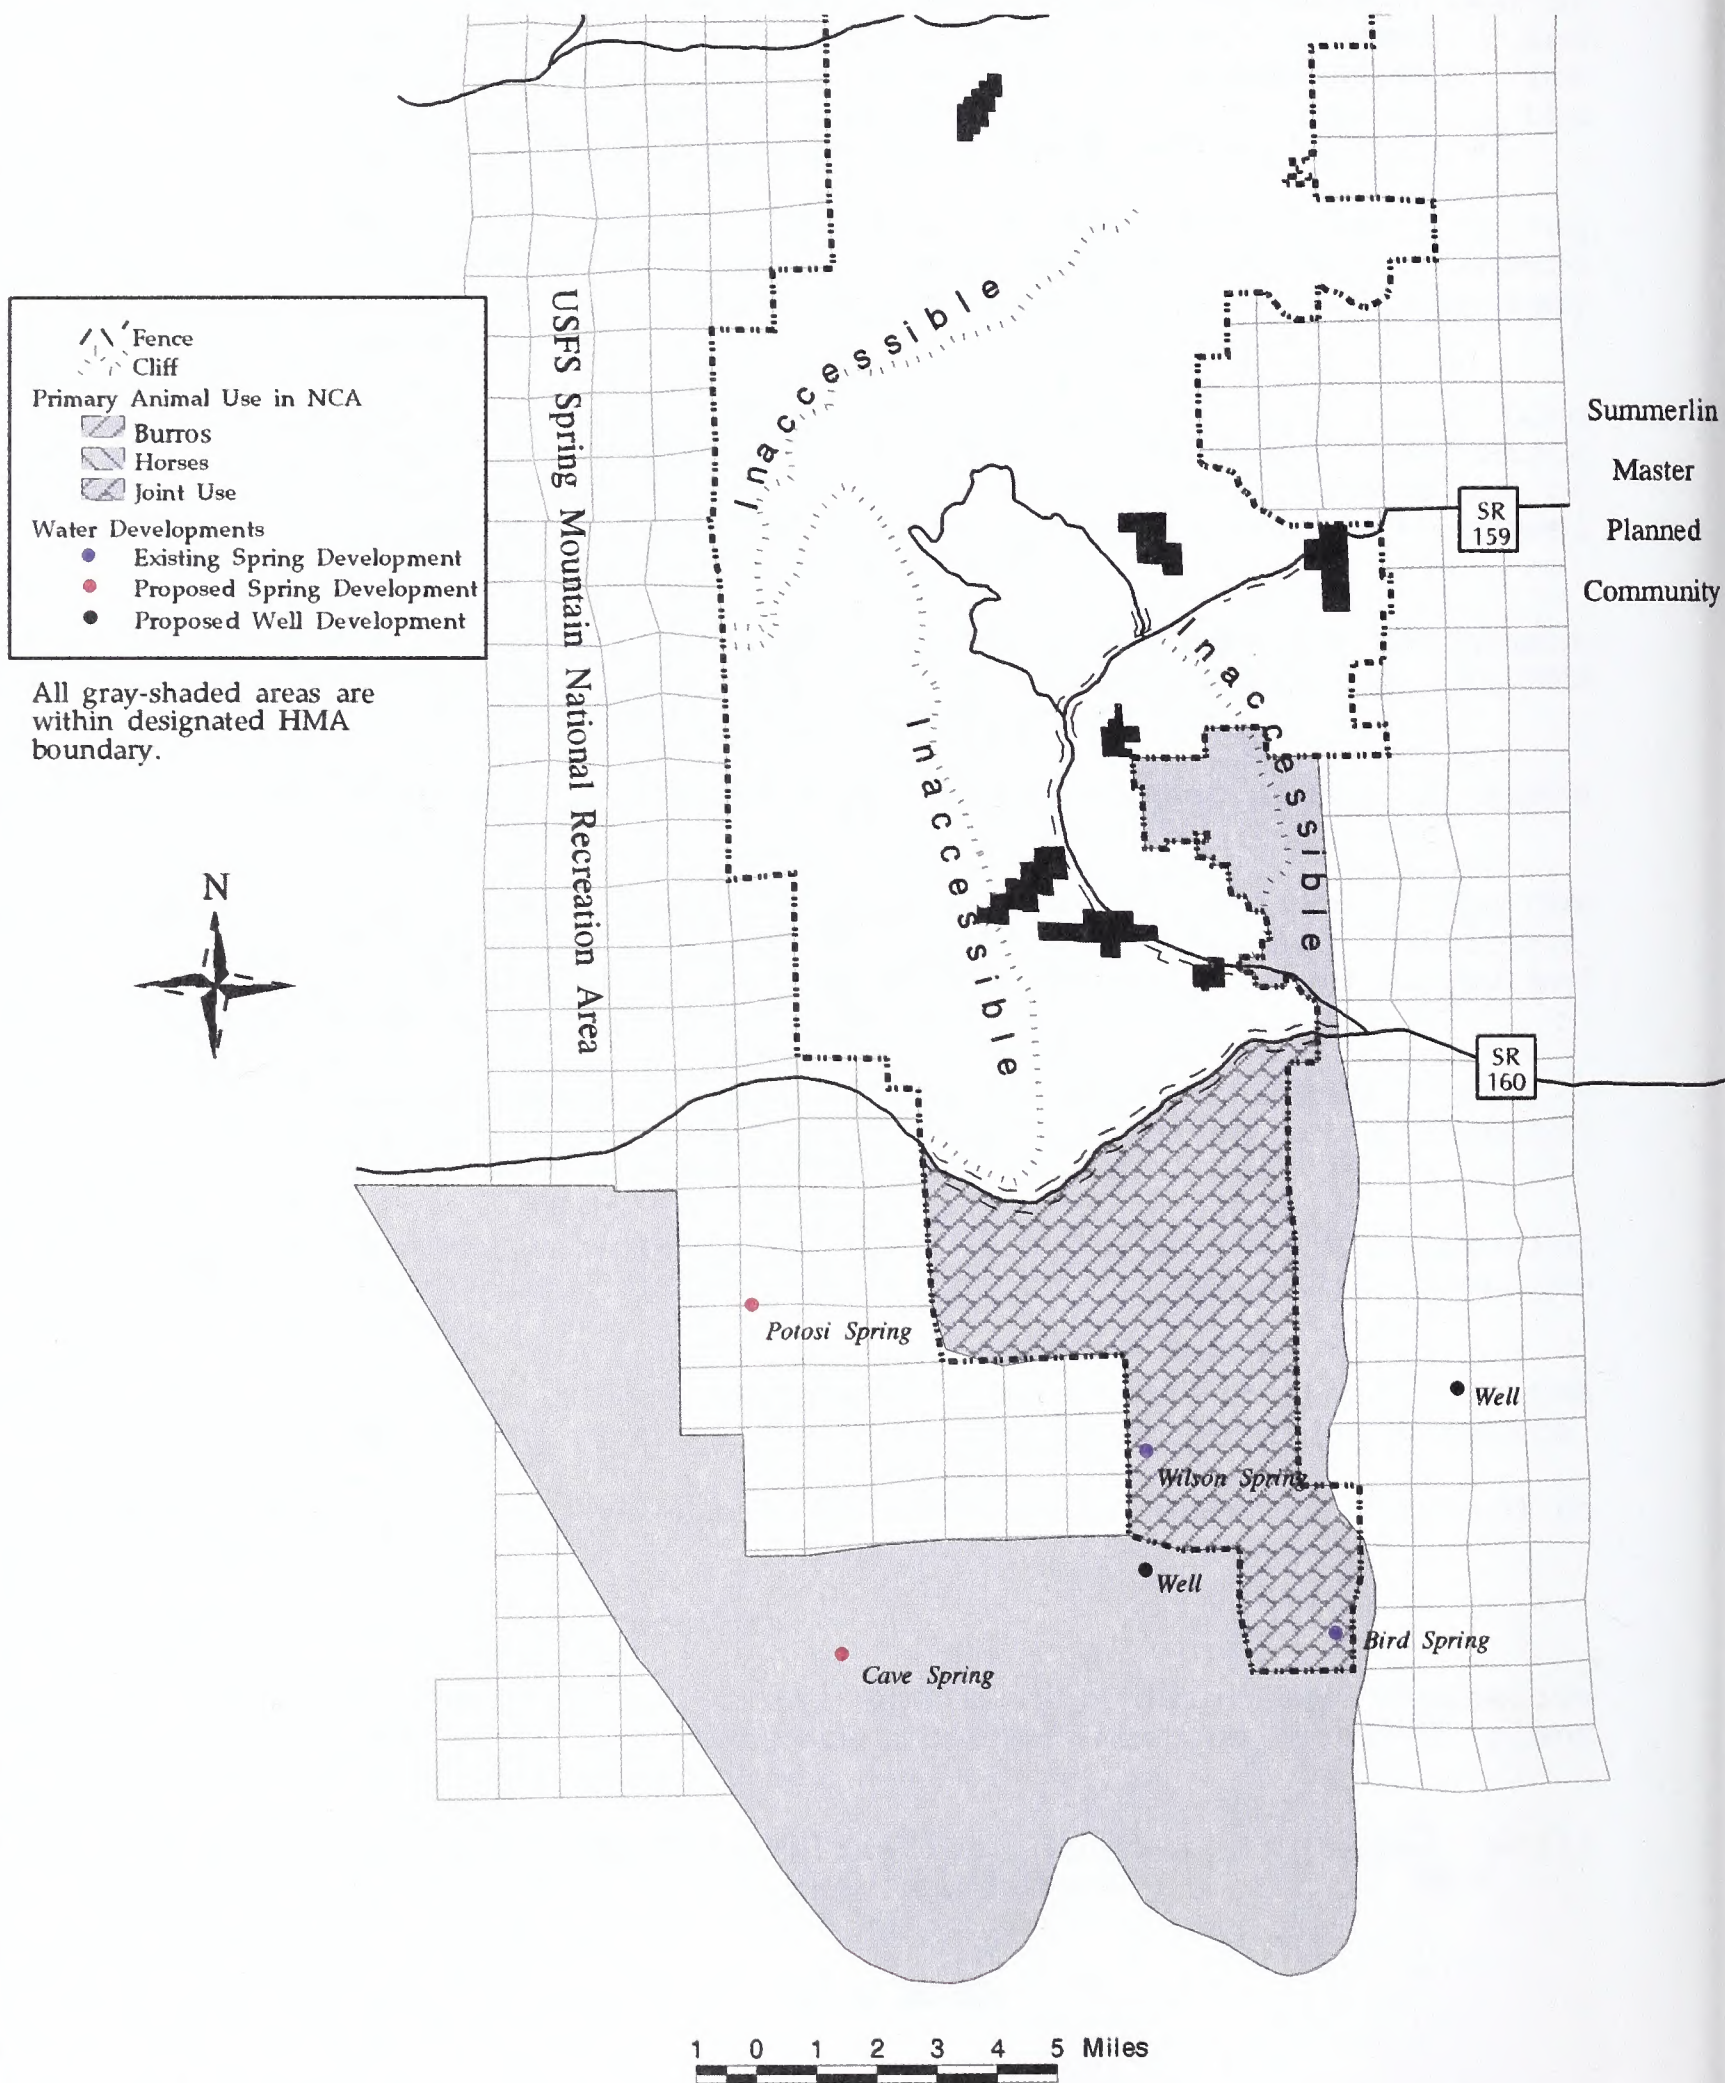 Fence
Cliff
Primary Animal Use in NCA
Burros
Horses
Joint Use
Water Developments
Existing Spring Development
Proposed Spring Development
Proposed Well Development
All gray-shaded areas are
within designated HMA
boundary.
N
USFS Spring Mountain National Recreation Area
Inaccessible
Inaccessible
Inaccessible
Summerlin
Master
Planned
Community
SR
159
SR
160
Potosi Spring
Well
Wilson Spring
Well
Bird Spring
Cave Spring
1 0 1 2 3 4 5 Miles